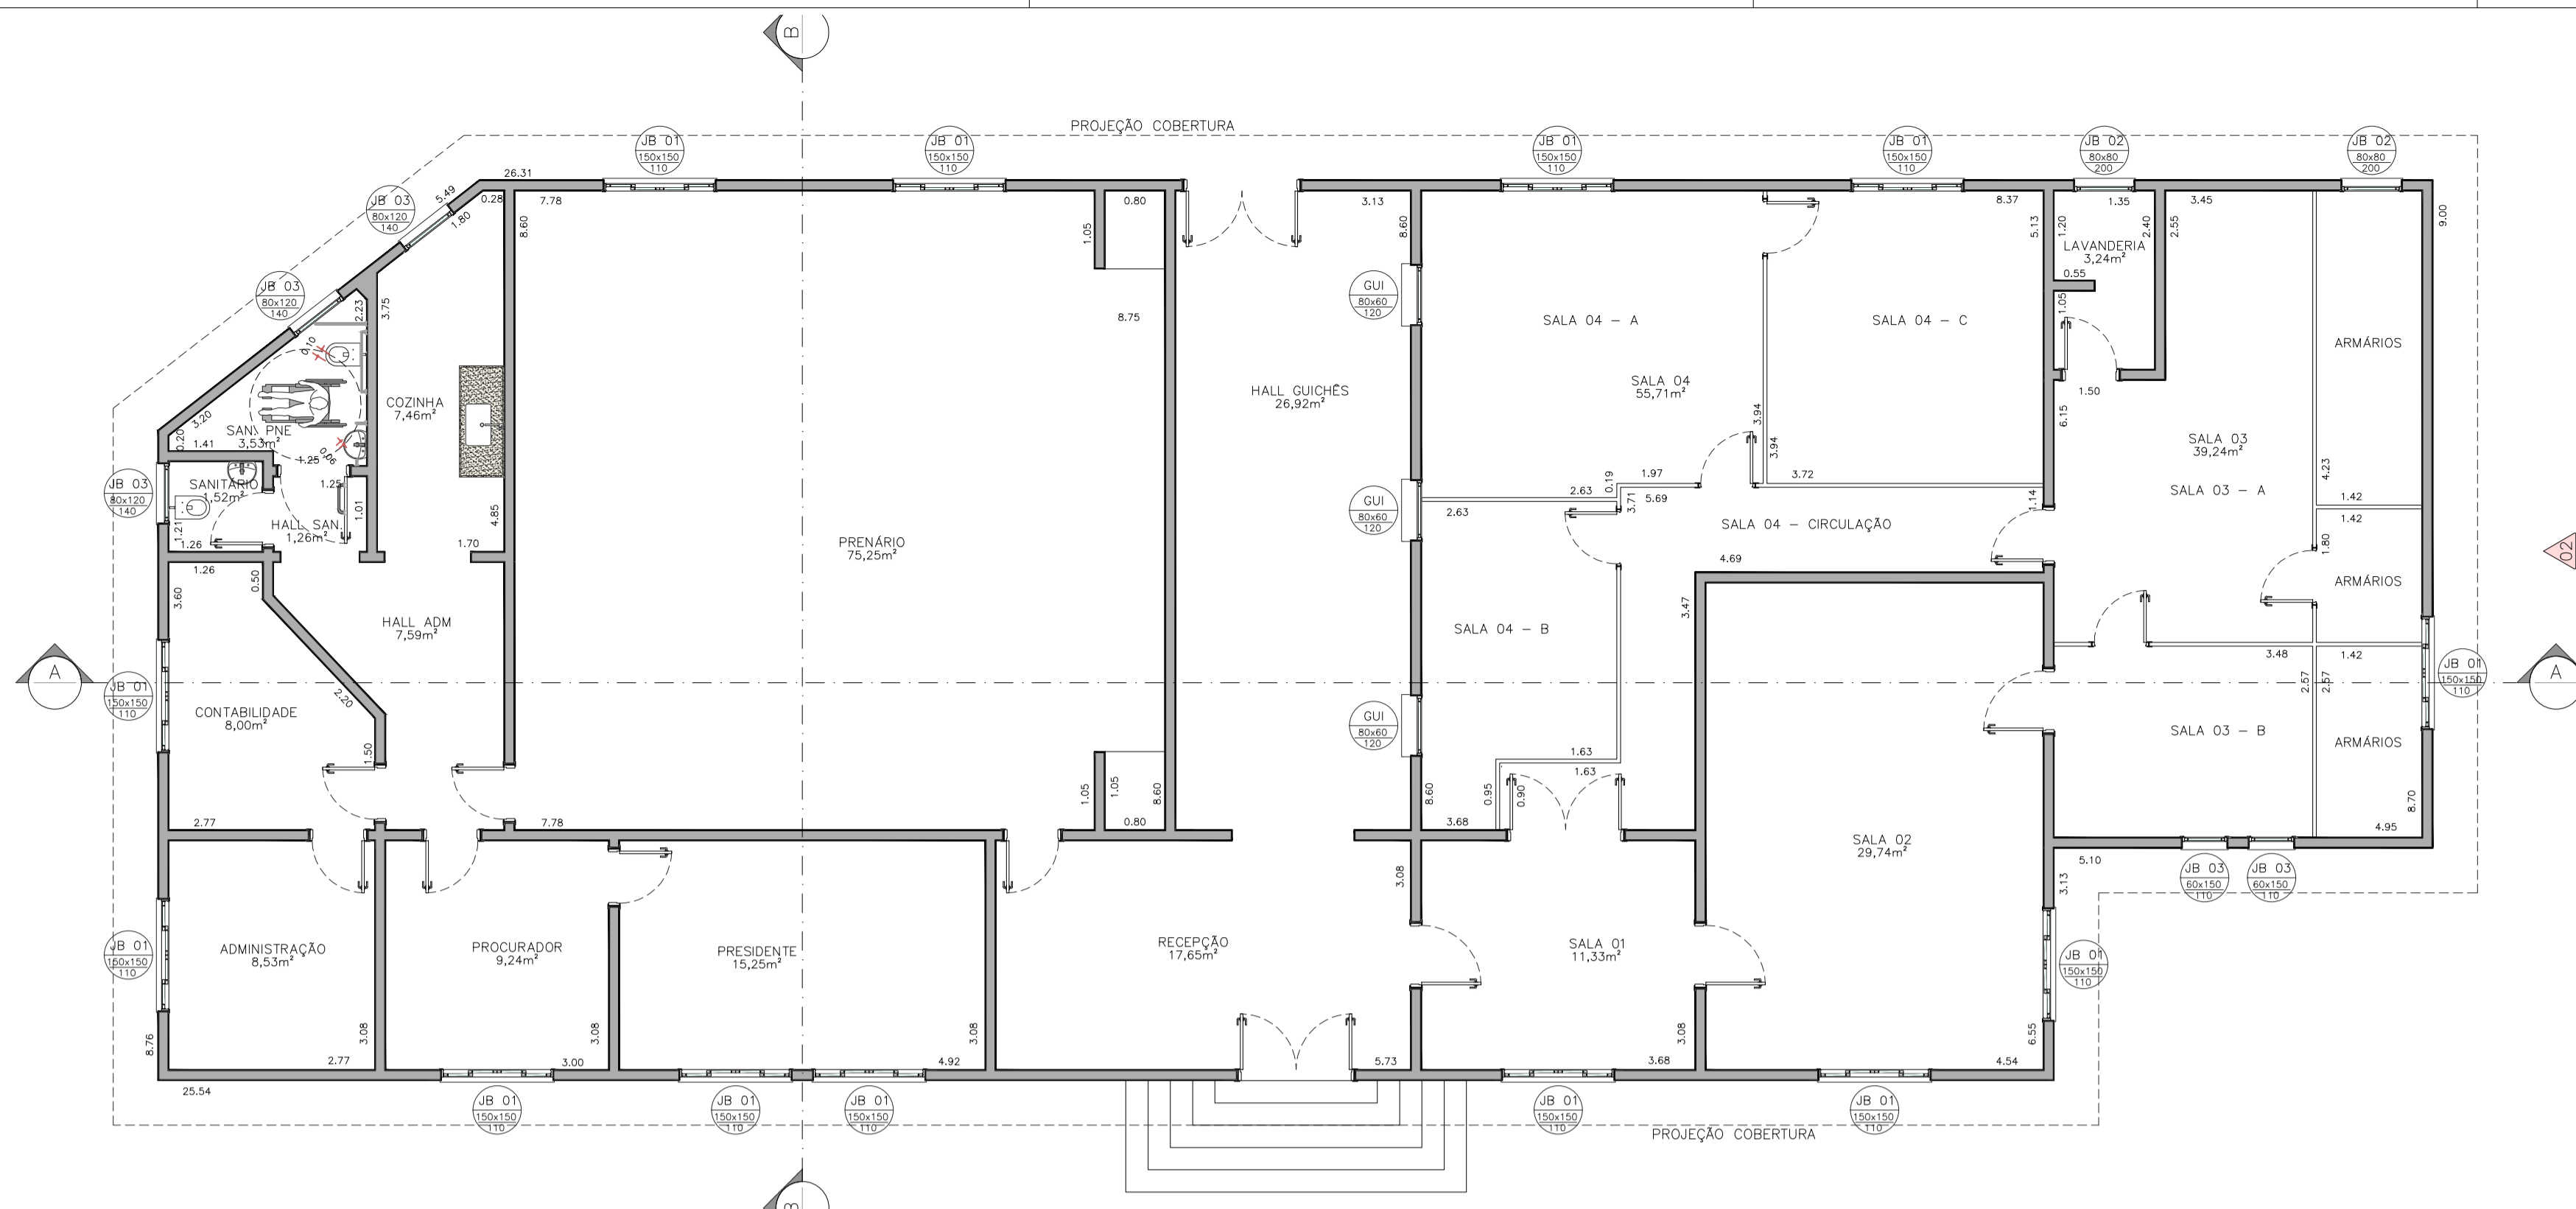 B
PROJEÇÃO COBERTURA
JB 01
150x150
110
JB 01
150x150
110
JB 01
150x150
110
JB 01
150x150
110
JB 02
80x80
200
JB 02
80x80
200
26.31
5.49
0.28
7.78
0.80
3.13
8.37
1.35
3.45
JB 03
80x120
140
1.80
8.60
1.05
8.60
5.13
1.20
2.40
2.55
9.00
LAVANDERIA
3,24m²
0.55
JB 03
80x120
140
2.23
3.75
8.75
GUI
80x60
120
1.05
SALA 04 - A
SALA 04 - C
ARMÁRIOS
0.10
HALL GUICHÊS
26,92m²
SALA 04
55,71m²
1.50
COZINHA
7,46m²
3.20
0.20
1.41
SAN. PNE
3,53m²
0.06
1.25
3.94
3.94
6.15
SALA 03
39,24m²
4.23
JB 03
80x120
140
SANITÁRIO
1,52m²
1.25
1.97
0.19
3.72
2.63
5.69
3.71
SALA 03 - A
1.42
1.42
GUI
80x60
120
2.63
1.14
1.01
4.85
HALL SAN.
1,26m²
1.21
1.26
1.70
SALA 04 - CIRCULAÇÃO
PRENÁRIO
75,25m²
1.80
02
4.69
1.26
0.50
3.60
ARMÁRIOS
3.47
HALL ADM
7,59m²
SALA 04 - B
3.48
1.42
A
JB 01
150x150
110
2.20
2.57
2.57
JB 01
150x150
110
A
CONTABILIDADE
8,00m²
GUI
80x60
120
SALA 03 - B
ARMÁRIOS
1.50
1.63
1.63
1.05
1.05
8.60
8.60
0.95
0.90
8.70
2.77
7.78
0.80
3.68
4.95
SALA 02
29,74m²
5.10
3.08
3.13
JB 03
60x150
110
JB 03
60x150
110
ADMINISTRAÇÃO
8,53m²
PROCURADOR
9,24m²
PRESIDENTE
15,25m²
RECEPÇÃO
17,65m²
SALA 01
11,33m²
JB 01
150x150
110
JB 01
150x150
110
8.76
3.08
3.08
3.08
3.08
6.55
2.77
3.00
4.92
5.73
3.68
4.54
25.54
JB 01
150x150
110
JB 01
150x150
110
JB 01
150x150
110
JB 01
150x150
110
JB 01
150x150
110
PROJEÇÃO COBERTURA
B